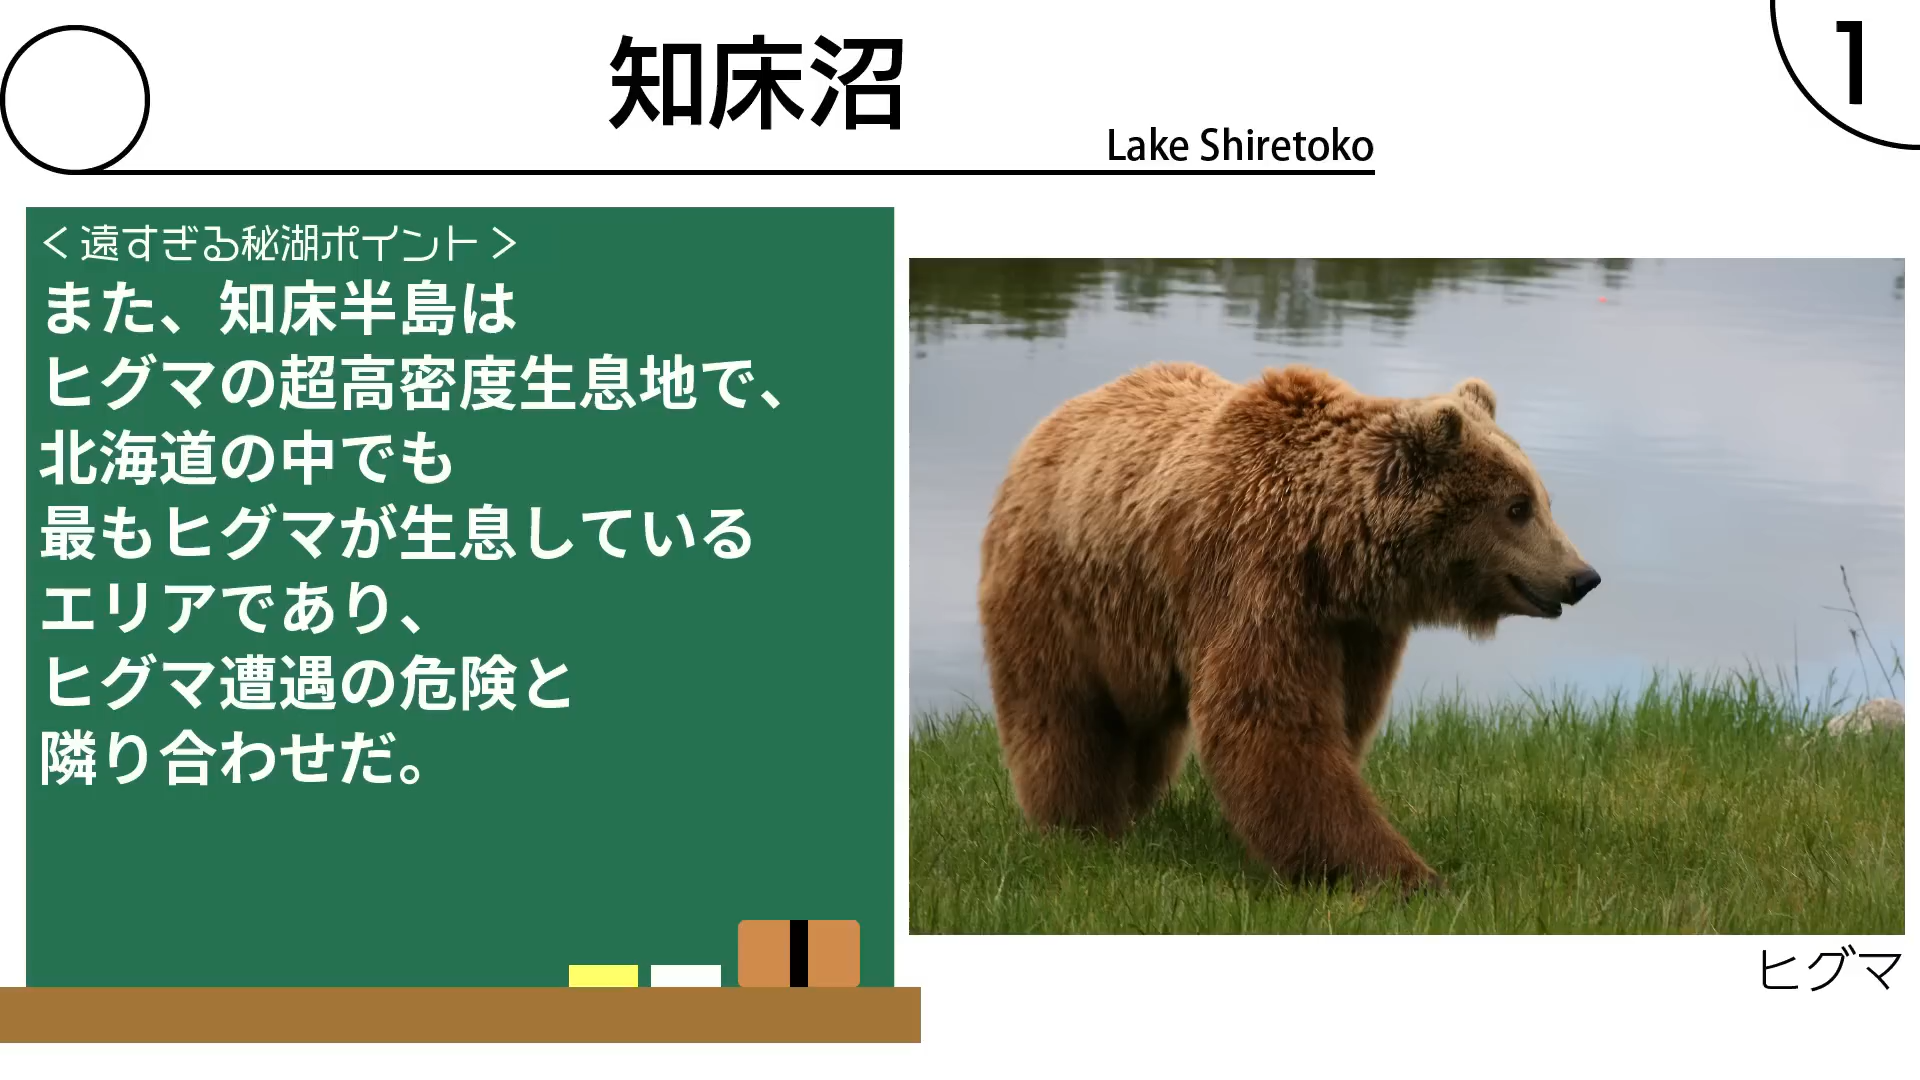 知床沼
Lake Shiretoko
1
＜遠すぎる秘湖ポイント＞
また、知床半島は
ヒグマの超高密度生息地で、
北海道の中でも
最もヒグマが生息している
エリアであり、
ヒグマ遭遇の危険と
隣り合わせだ。
ヒグマ